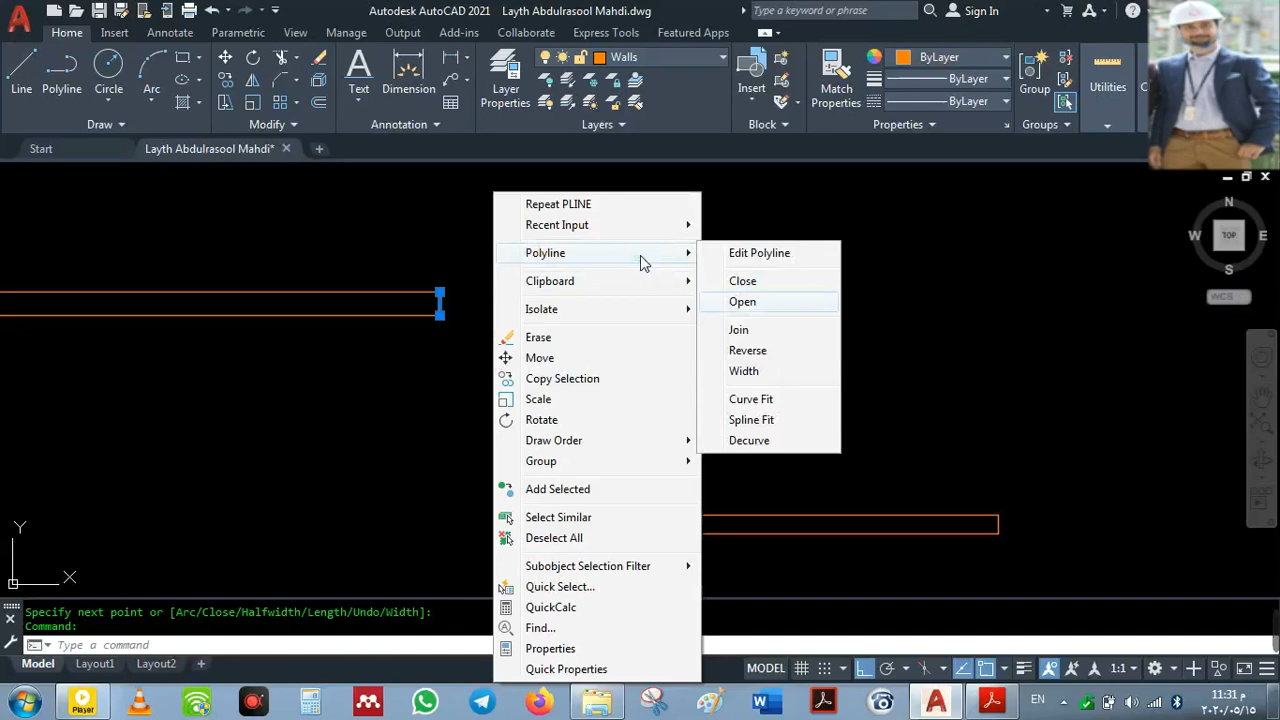 Autodesk AutoCAD 2021 Layth Abdulrasool Mahdi.dwg Type a keyword or phrase Sign In
Home Insert Annotate Parametric View Manage Output Add-ins Collaborate Express Tools Featured Apps
Walls
ByLayer
ByLayer
ByLayer
Line Polyline Circle Arc Text Dimension Layer Properties Insert Match Properties Group Utilities
Draw Modify Annotation Layers Block Properties Groups
Start Layth Abdulrasool Mahdi*
N
W TOP E
S
WCS
Repeat PLINE
Recent Input
Polyline
Clipboard
Isolate
Erase
Move
Copy Selection
Scale
Rotate
Draw Order
Group
Add Selected
Select Similar
Deselect All
Subobject Selection Filter
Quick Select...
QuickCalc
Find...
Properties
Quick Properties
Edit Polyline
Close
Open
Join
Reverse
Width
Curve Fit
Spline Fit
Decurve
Y
X
Specify next point or [Arc/Close/Halfwidth/Length/Undo/Width]:
Command:
Type a command
Model Layout1 Layout2 MODEL 1:1
Player EN
11:31 م
٢٠٢٠/٠٥/١٥